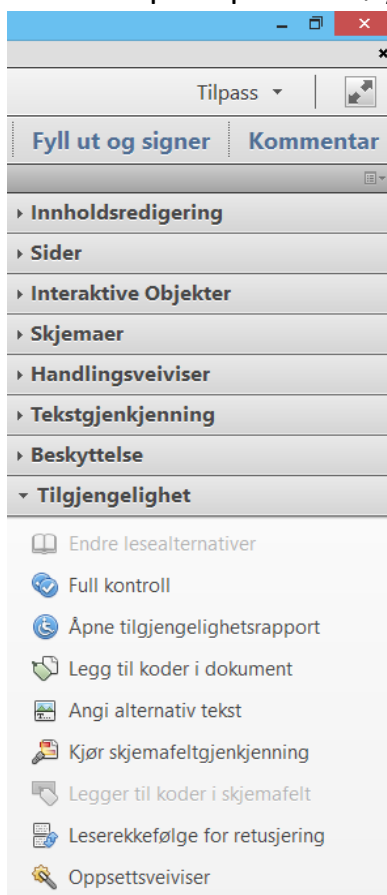 Tilpass
Fyll ut og signer Kommentar
Innholdsredigering
Sider
Interaktive Objekter
Skjemaer
Handlingsveiviser
Tekstgjenkjenning
Beskyttelse
Tilgjengelighet
Endre lesealternativer
Full kontroll
Åpne tilgjengelighetsrapport
Legg til koder i dokument
Angi alternativ tekst
Kjør skjemafeltgjenkjenning
Legger til koder i skjemafelt
Leserekkefølge for retusjering
Oppsettsveiviser